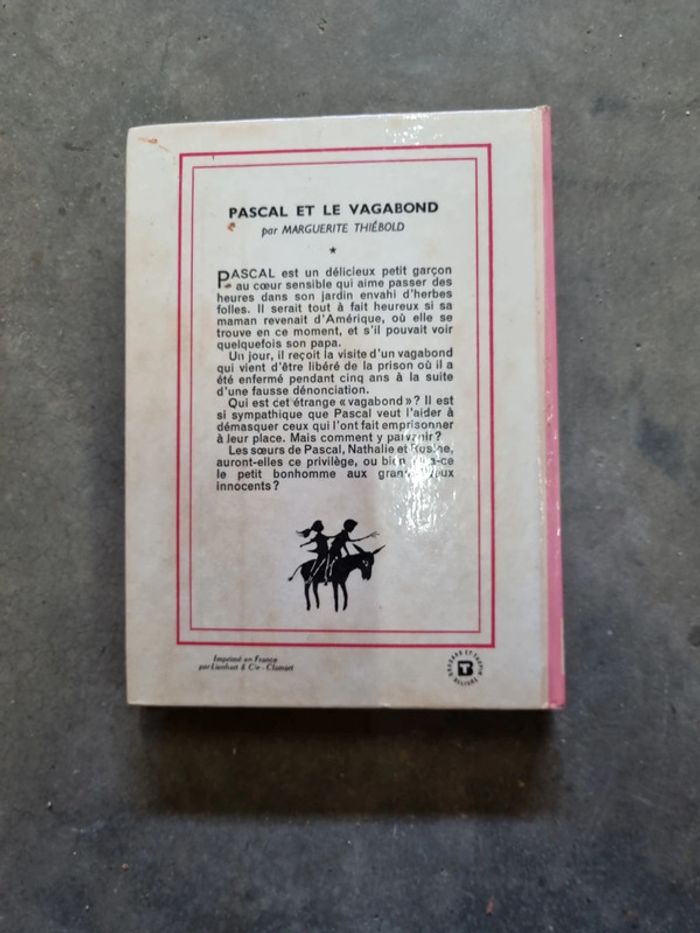 PASCAL ET LE VAGABOND
par MARGUERITE THIÉBOLD
★
PASCAL est un délicieux petit garçon
au cœur sensible qui aime passer des
heures dans son jardin envahi d'herbes
folles. Il serait tout à fait heureux si sa
maman revenait d'Amérique, où elle se
trouve en ce moment, et s'il pouvait voir
quelquefois son papa.
Un jour, il reçoit la visite d'un vagabond
qui vient d'être libéré de la prison où il a
été enfermé pendant cinq ans à la suite
d'une fausse dénonciation.
Qui est cet étrange « vagabond » ? Il est
si sympathique que Pascal veut l'aider à
démasquer ceux qui l'ont fait emprisonner
à leur place. Mais comment y parvenir ?
Les sœurs de Pascal, Nathalie et Rosine,
auront-elles ce privilège, ou bien
le petit bonhomme aux
innocents ?
Imprimé en France
par Lienhart & Cie - Clamart